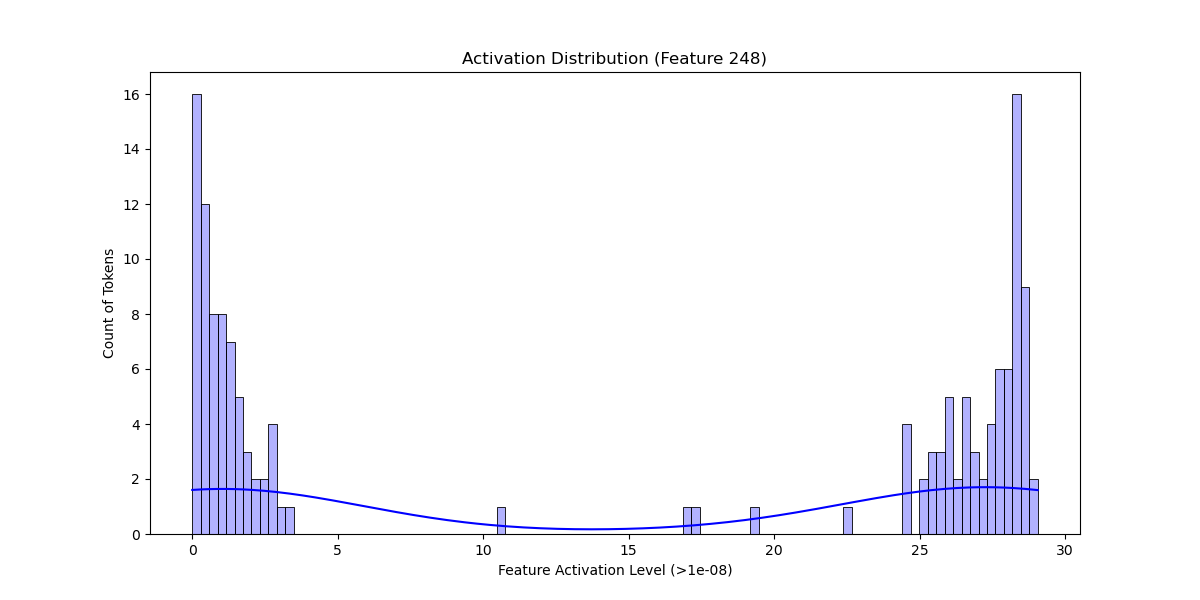 Activation Distribution (Feature 248)
16
14
12
10
8
6
4
2
0
Count of Tokens
0 5 10 15 20 25 30
Feature Activation Level (>1e-08)